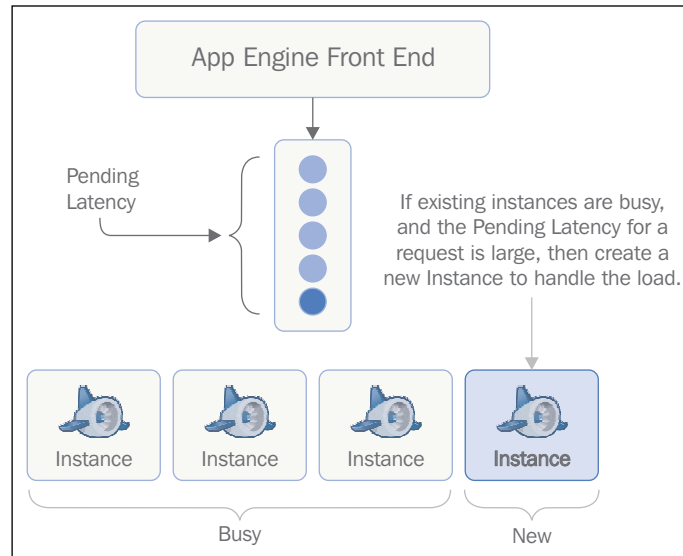 App Engine Front End
Pending
Latency
If existing instances are busy,
and the Pending Latency for a
request is large, then create a
new Instance to handle the load.
Instance
Instance
Instance
Instance
Busy
New